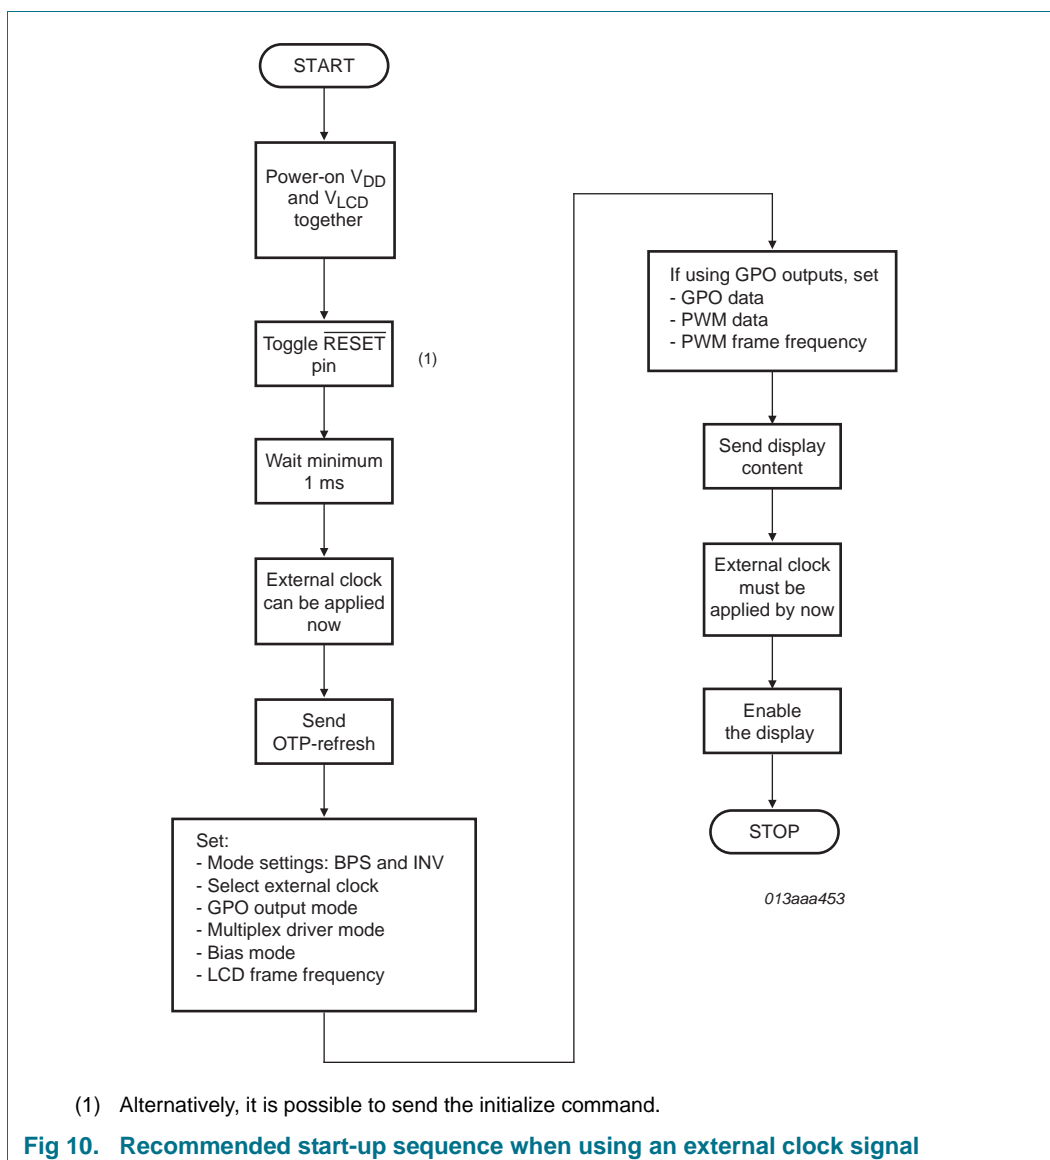 START
Power-on VDD
and VLCD
together
Toggle RESET
pin
(1)
Wait minimum
1 ms
External clock
can be applied
now
Send
OTP-refresh
Set:
- Mode settings: BPS and INV
- Select external clock
- GPO output mode
- Multiplex driver mode
- Bias mode
- LCD frame frequency
If using GPO outputs, set
- GPO data
- PWM data
- PWM frame frequency
Send display
content
External clock
must be
applied by now
Enable
the display
STOP
013aaa453
(1) Alternatively, it is possible to send the initialize command.
Fig 10. Recommended start-up sequence when using an external clock signal